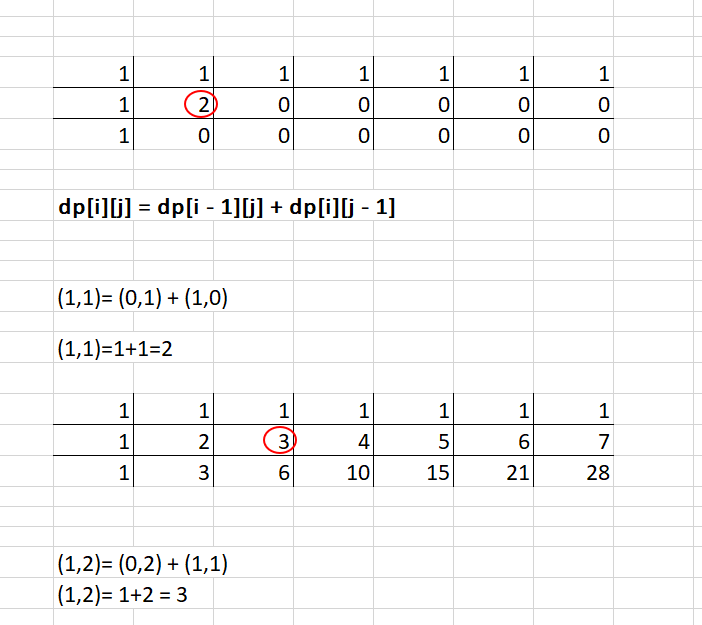 1 1 1 1 1 1 1
1 2 0 0 0 0 0
1 0 0 0 0 0 0
dp[i][j] = dp[i - 1][j] + dp[i][j - 1]
(1,1)= (0,1) + (1,0)
(1,1)=1+1=2
1 1 1 1 1 1 1
1 2 3 4 5 6 7
1 3 6 10 15 21 28
(1,2)= (0,2) + (1,1)
(1,2)= 1+2 = 3